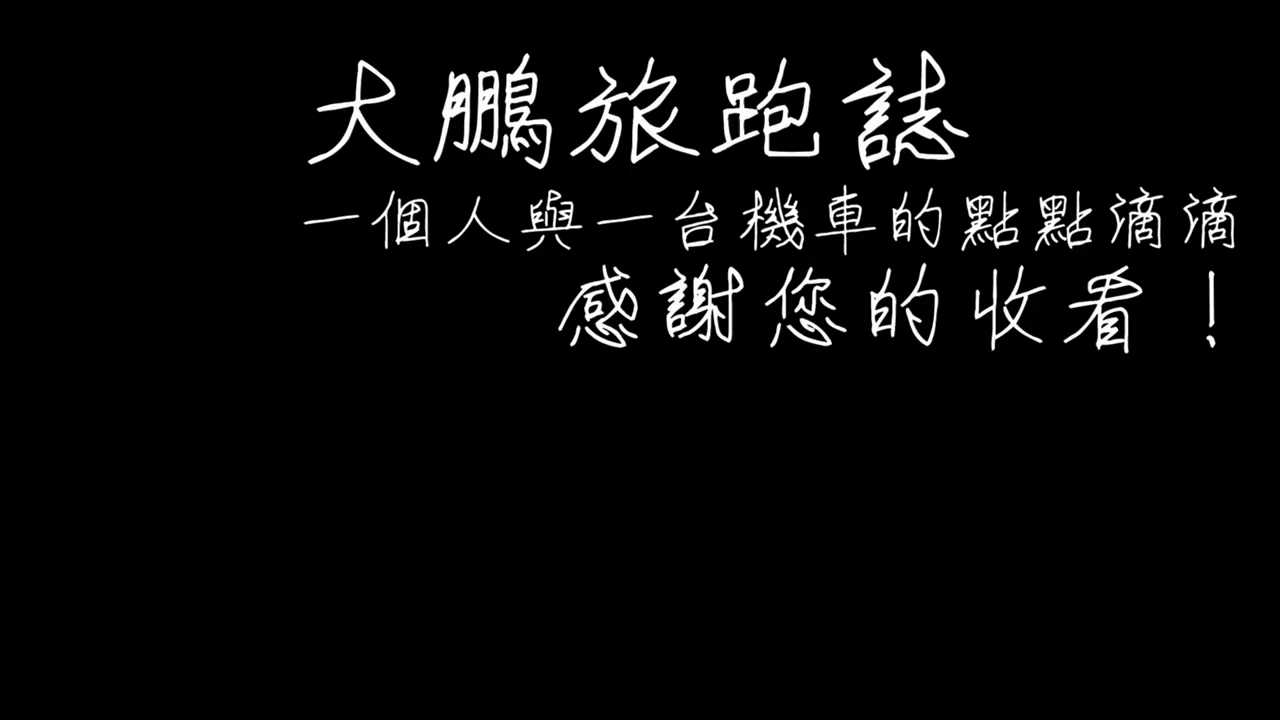 大鵬旅跑誌
一個人與一台機車的點點滴滴
感謝您的收看！